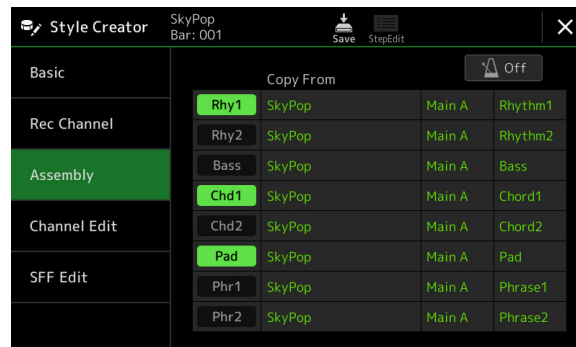 Style Creator
SkyPop
Bar: 001
Save
StepEdit
Basic
Rec Channel
Assembly
Channel Edit
SFF Edit
Copy From
Off
Rhy1 SkyPop Main A Rhythm1
Rhy2 SkyPop Main A Rhythm2
Bass SkyPop Main A Bass
Chd1 SkyPop Main A Chord1
Chd2 SkyPop Main A Chord2
Pad SkyPop Main A Pad
Phr1 SkyPop Main A Phrase1
Phr2 SkyPop Main A Phrase2